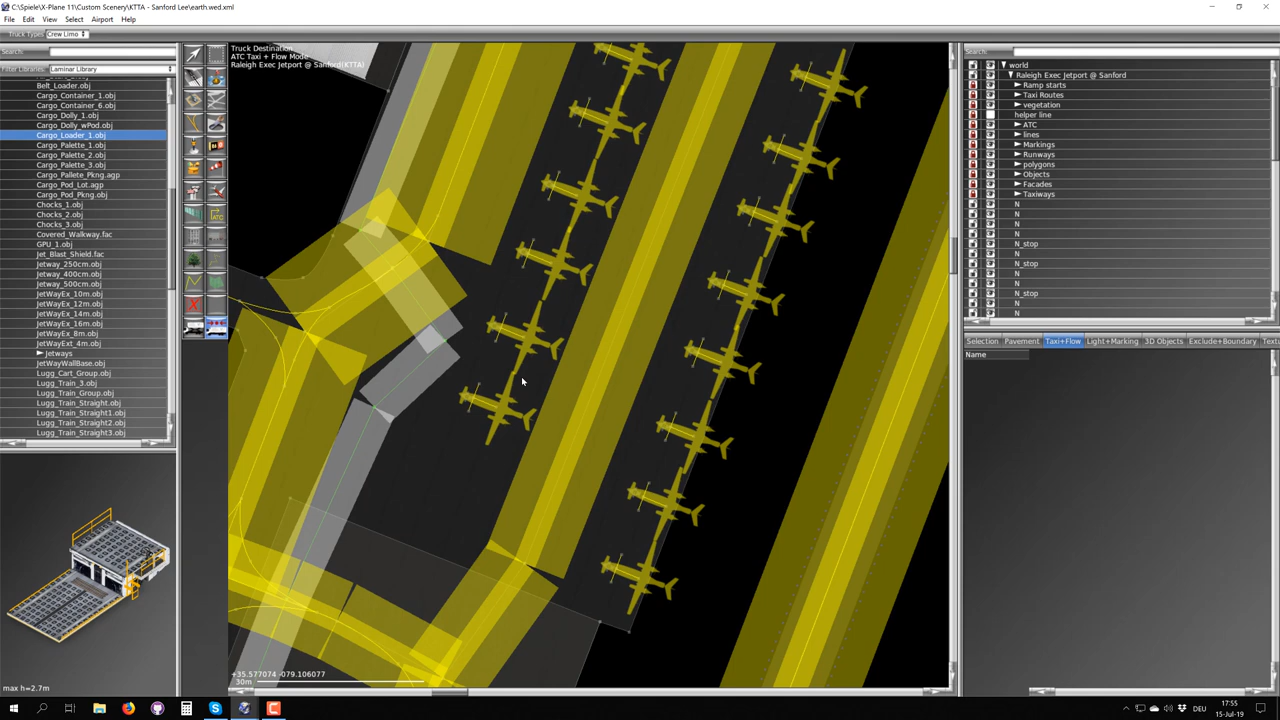 C:\Spiele\X-Plane 11\Custom Scenery\KTTA - Sanford Lee\earth.wed.xml
File Edit View Select Airport Help
Truck Types: Crew Limo
Search:
Filter Libraries: Laminar Library
Belt_Loader.obj
Cargo_Container_1.obj
Cargo_Container_6.obj
Cargo_Dolly_1.obj
Cargo_Dolly_wPod.obj
Cargo_Loader_1.obj
Cargo_Palette_1.obj
Cargo_Palette_2.obj
Cargo_Palette_3.obj
Cargo_Pallete_Pkng.agp
Cargo_Pod_Lot.agp
Cargo_Pod_Pkng.obj
Chocks_1.obj
Chocks_2.obj
Chocks_3.obj
Covered_Walkway.fac
GPU_1.obj
Jet_Blast_Shield.fac
Jetway_250cm.obj
Jetway_400cm.obj
Jetway_500cm.obj
JetWayEx_10m.obj
JetWayEx_12m.obj
JetWayEx_14m.obj
JetWayEx_16m.obj
JetWayEx_8m.obj
JetWayExt_4m.obj
Jetways
JetWayWallBase.obj
Lugg_Cart_Group.obj
Lugg_Train_3.obj
Lugg_Train_Group.obj
Lugg_Train_Straight.obj
Lugg_Train_Straight1.obj
Lugg_Train_Straight2.obj
Lugg_Train_Straight3.obj
max h=2.7m
ATC
Truck Destination
ATC Taxi + Flow Mode
Raleigh Exec Jetport @ Sanford(KTTA)
+35.577074 -079.106077
30m
Search:
world
Raleigh Exec Jetport @ Sanford
Ramp starts
Taxi Routes
vegetation
helper line
ATC
lines
Markings
Runways
polygons
Objects
Facades
Taxiways
N
N
N
N
N_stop
N
N_stop
N
N
N_stop
N
N
Selection Pavement Taxi+Flow Light+Marking 3D Objects Exclude+Boundary Textu
Name
DEU
17:55
15-Jul-19